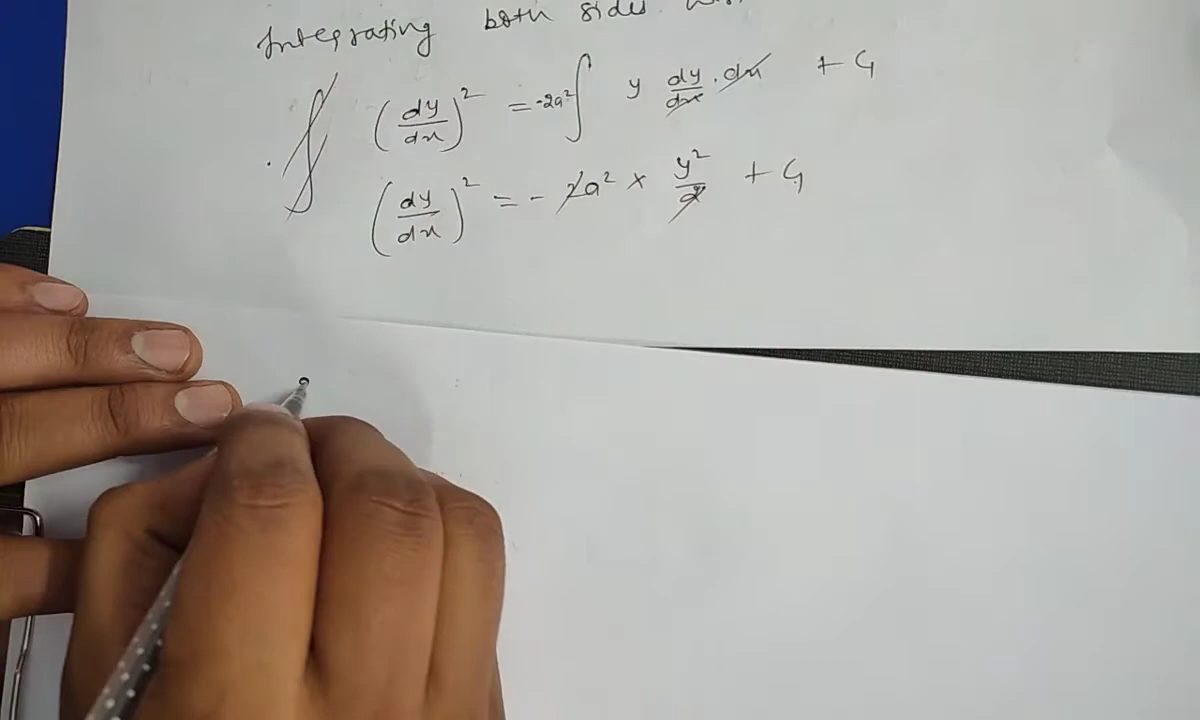 Integrating both sides
∫ (dy/dx)² = -2a² ∫ y dy/dx . dx + C₁
(dy/dx)² = - 2a² × y²/2 + C₁